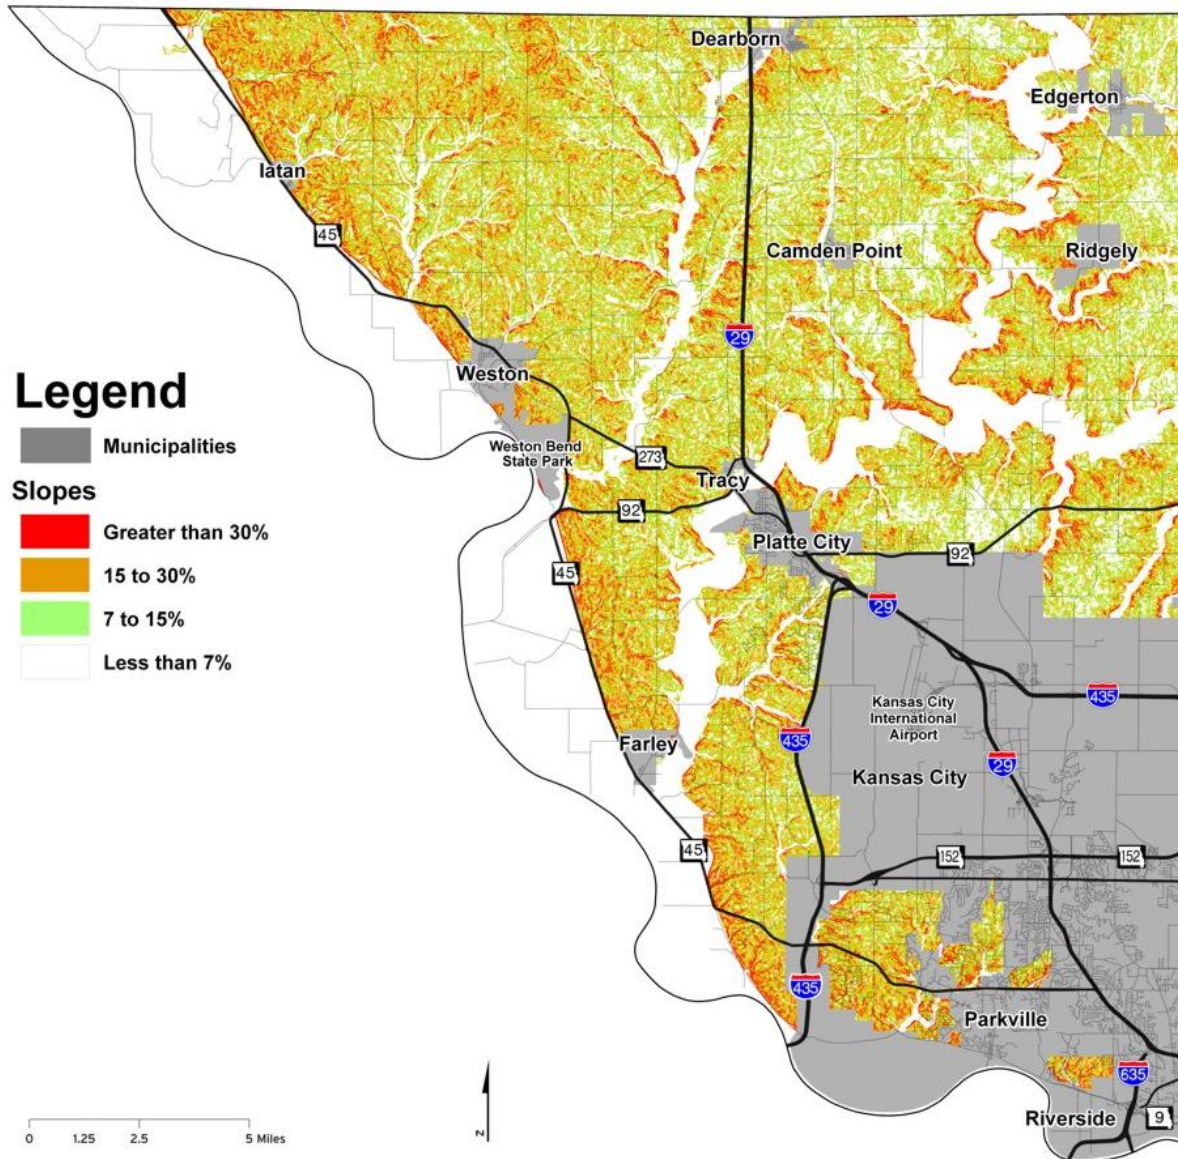 Dearborn
Edgerton
Iatan
45
Camden Point
Ridgely
29
Legend
Weston
Municipalities
Weston Bend
State Park
273
Slopes
Tracy
92
Greater than 30%
Platte City
92
15 to 30%
45
29
7 to 15%
Less than 7%
435
Kansas City
International
Airport
Farley
435
29
Kansas City
45
152
152
435
Parkville
635
Riverside
9
N
0 1.25 2.5 5 Miles